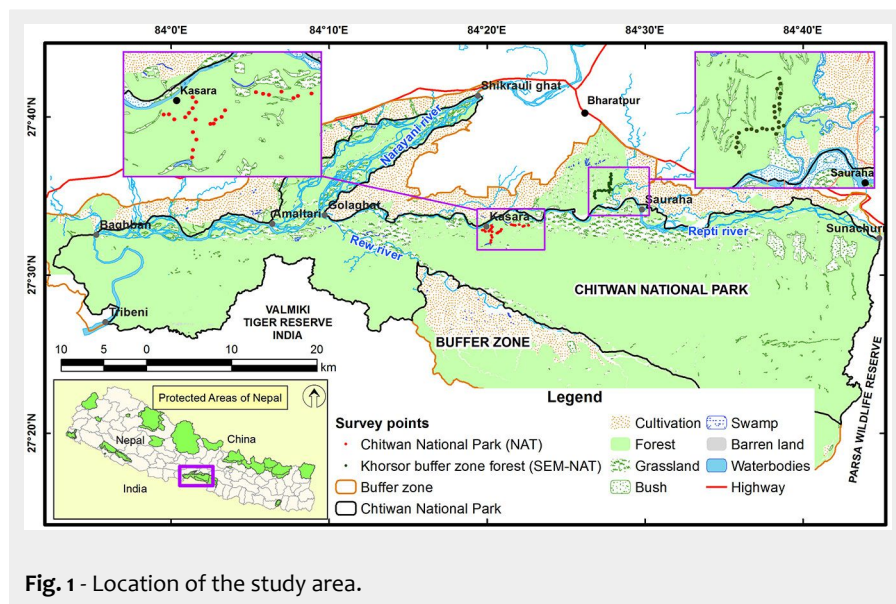 84°0'E 84°10'E 84°20'E 84°30'E 84°40'E
27°40'N
27°30'N
27°20'N
Kasara
Shikrauli ghat
Bharatpur
Narayani river
Sauraha
Baghban
Amaltari
Golaghat
Kasara
Sauraha
Rew river
Repti river
Sunachuri
Tribeni
VALMIKI
TIGER RESERVE
INDIA
CHITWAN NATIONAL PARK
BUFFER ZONE
PARSA WILDLIFE RESERVE
10 5 0 10 20
km
Protected Areas of Nepal
Nepal
China
India
Legend
Survey points
Chitwan National Park (NAT)
Khorsor buffer zone forest (SEM-NAT)
Buffer zone
Chtiwan National Park
Cultivation
Forest
Grassland
Bush
Swamp
Barren land
Waterbodies
Highway
Fig. 1 - Location of the study area.